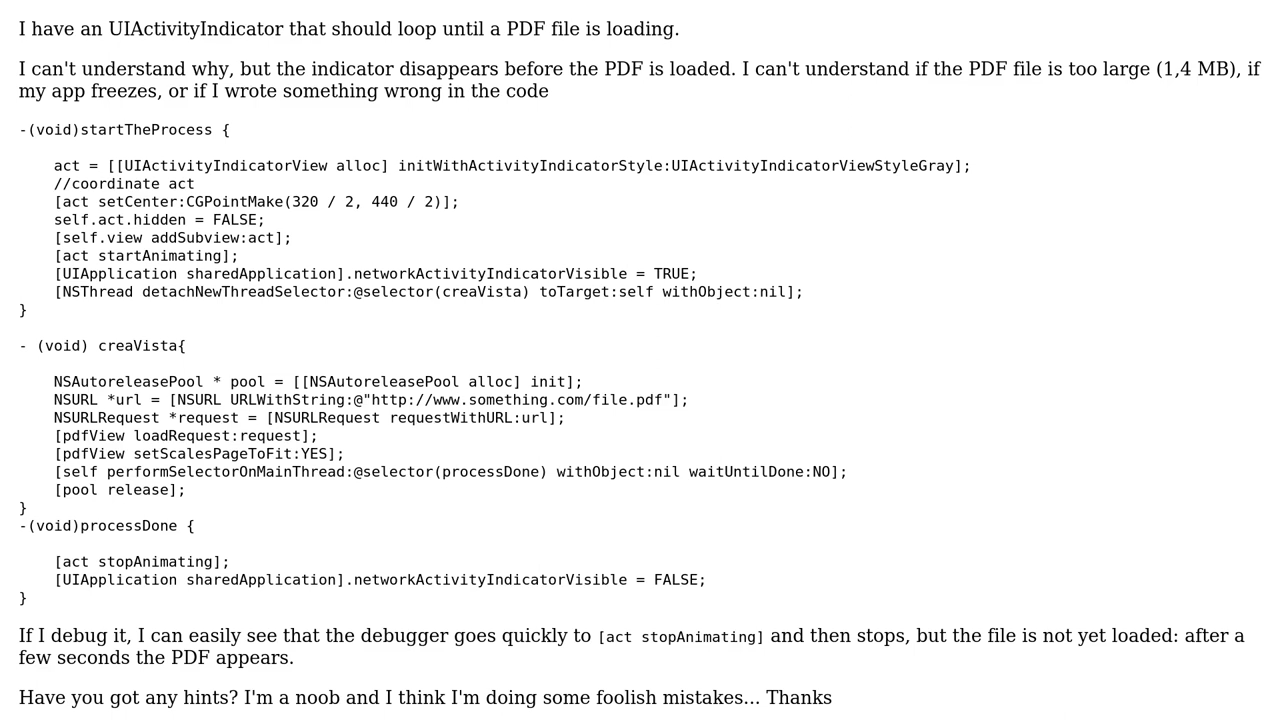 I have an UIActivityIndicator that should loop until a PDF file is loading.
I can't understand why, but the indicator disappears before the PDF is loaded. I can't understand if the PDF file is too large (1,4 MB), if
my app freezes, or if I wrote something wrong in the code
-(void)startTheProcess {
    act = [[UIActivityIndicatorView alloc] initWithActivityIndicatorStyle:UIActivityIndicatorViewStyleGray];
    //coordinate act
    [act setCenter:CGPointMake(320 / 2, 440 / 2)];
    self.act.hidden = FALSE;
    [self.view addSubview:act];
    [act startAnimating];
    [UIApplication sharedApplication].networkActivityIndicatorVisible = TRUE;
    [NSThread detachNewThreadSelector:@selector(creaVista) toTarget:self withObject:nil];
}
- (void) creaVista{
    NSAutoreleasePool * pool = [[NSAutoreleasePool alloc] init];
    NSURL *url = [NSURL URLWithString:@"http://www.something.com/file.pdf"];
    NSURLRequest *request = [NSURLRequest requestWithURL:url];
    [pdfView loadRequest:request];
    [pdfView setScalesPageToFit:YES];
    [self performSelectorOnMainThread:@selector(processDone) withObject:nil waitUntilDone:NO];
    [pool release];
}
-(void)processDone {
    [act stopAnimating];
    [UIApplication sharedApplication].networkActivityIndicatorVisible = FALSE;
}
If I debug it, I can easily see that the debugger goes quickly to [act stopAnimating] and then stops, but the file is not yet loaded: after a
few seconds the PDF appears.
Have you got any hints? I'm a noob and I think I'm doing some foolish mistakes... Thanks